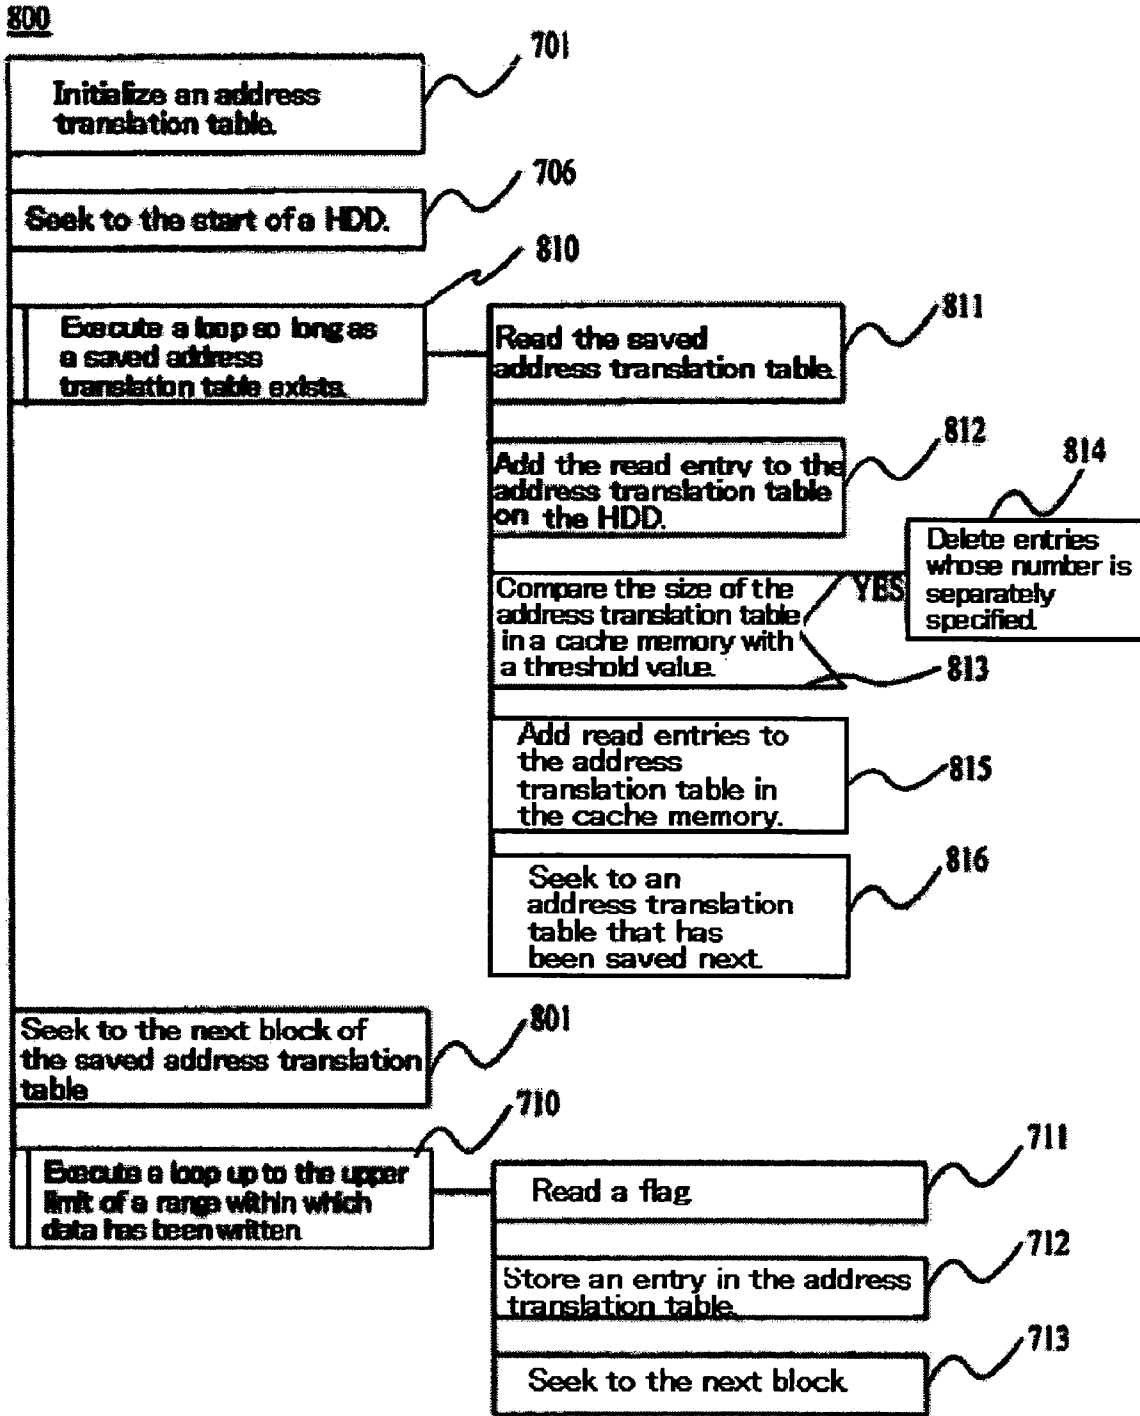 800
701
Initialize an address
translation table.
706
Seek to the start of a HDD.
810
Execute a loop so long as
a saved address
translation table exists.
811
Read the saved
address translation table.
812
Add the read entry to the
address translation table
on the HDD.
814
Delete entries
whose number is
separately
specified.
YES
Compare the size of the
address translation table
in a cache memory with
a threshold value.
813
Add read entries to
the address
translation table in
the cache memory.
815
816
Seek to an
address translation
table that has
been saved next.
801
Seek to the next block of
the saved address translation
table
710
Execute a loop up to the upper
limit of a range within which
data has been written
711
Read a flag
712
Store an entry in the address
translation table.
713
Seek to the next block